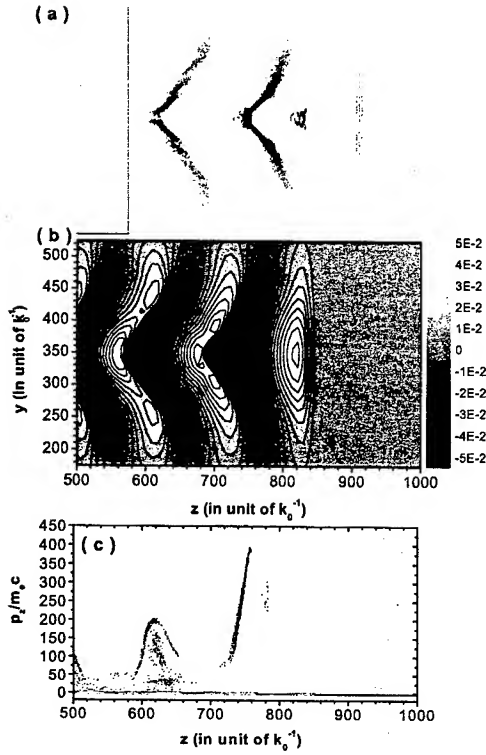 ( a )
( b )
y (in unit of k₀⁻¹)
500
450
400
350
300
250
200
500 600 700 800 900 1000
z (in unit of k₀⁻¹)
5E-2
4E-2
3E-2
2E-2
1E-2
0
-1E-2
-2E-2
-3E-2
-4E-2
-5E-2
( c )
p_z/m_ec
450
400
350
300
250
200
150
100
50
0
500 600 700 800 900 1000
z (in unit of k₀⁻¹)